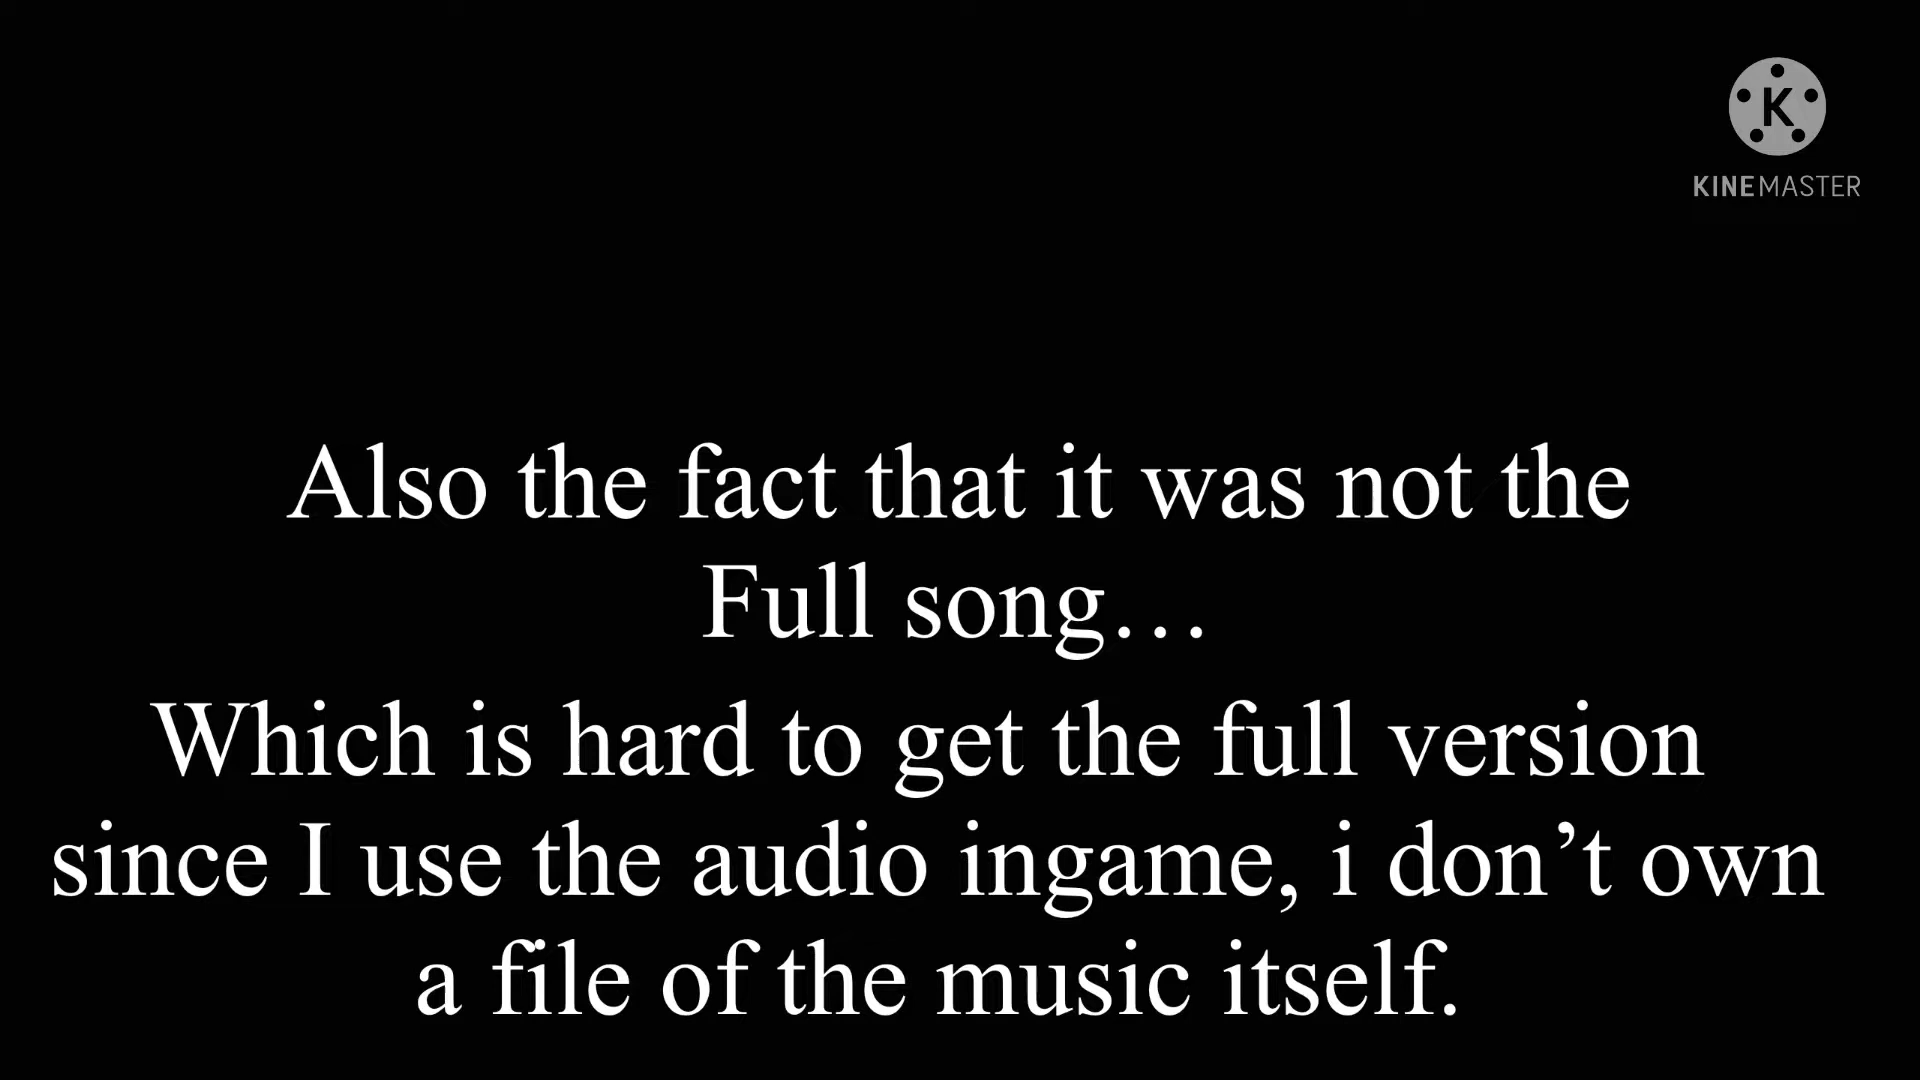 K
KINEMASTER
Also the fact that it was not the
Full song…
Which is hard to get the full version
since I use the audio ingame, i don’t own
a file of the music itself.